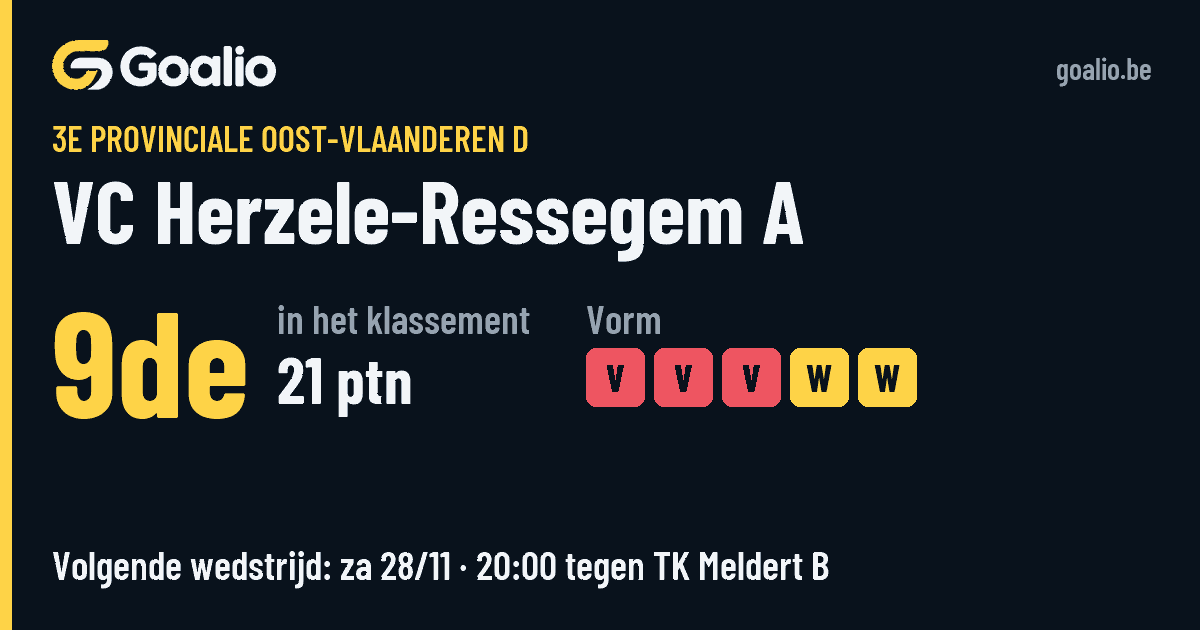 Goalio
goalio.be
3E PROVINCIALE OOST-VLAANDEREN D
VC Herzele-Ressegem A
9de
in het klassement
21 ptn
Vorm
V V V W W
Volgende wedstrijd: za 28/11 · 20:00 tegen TK Meldert B